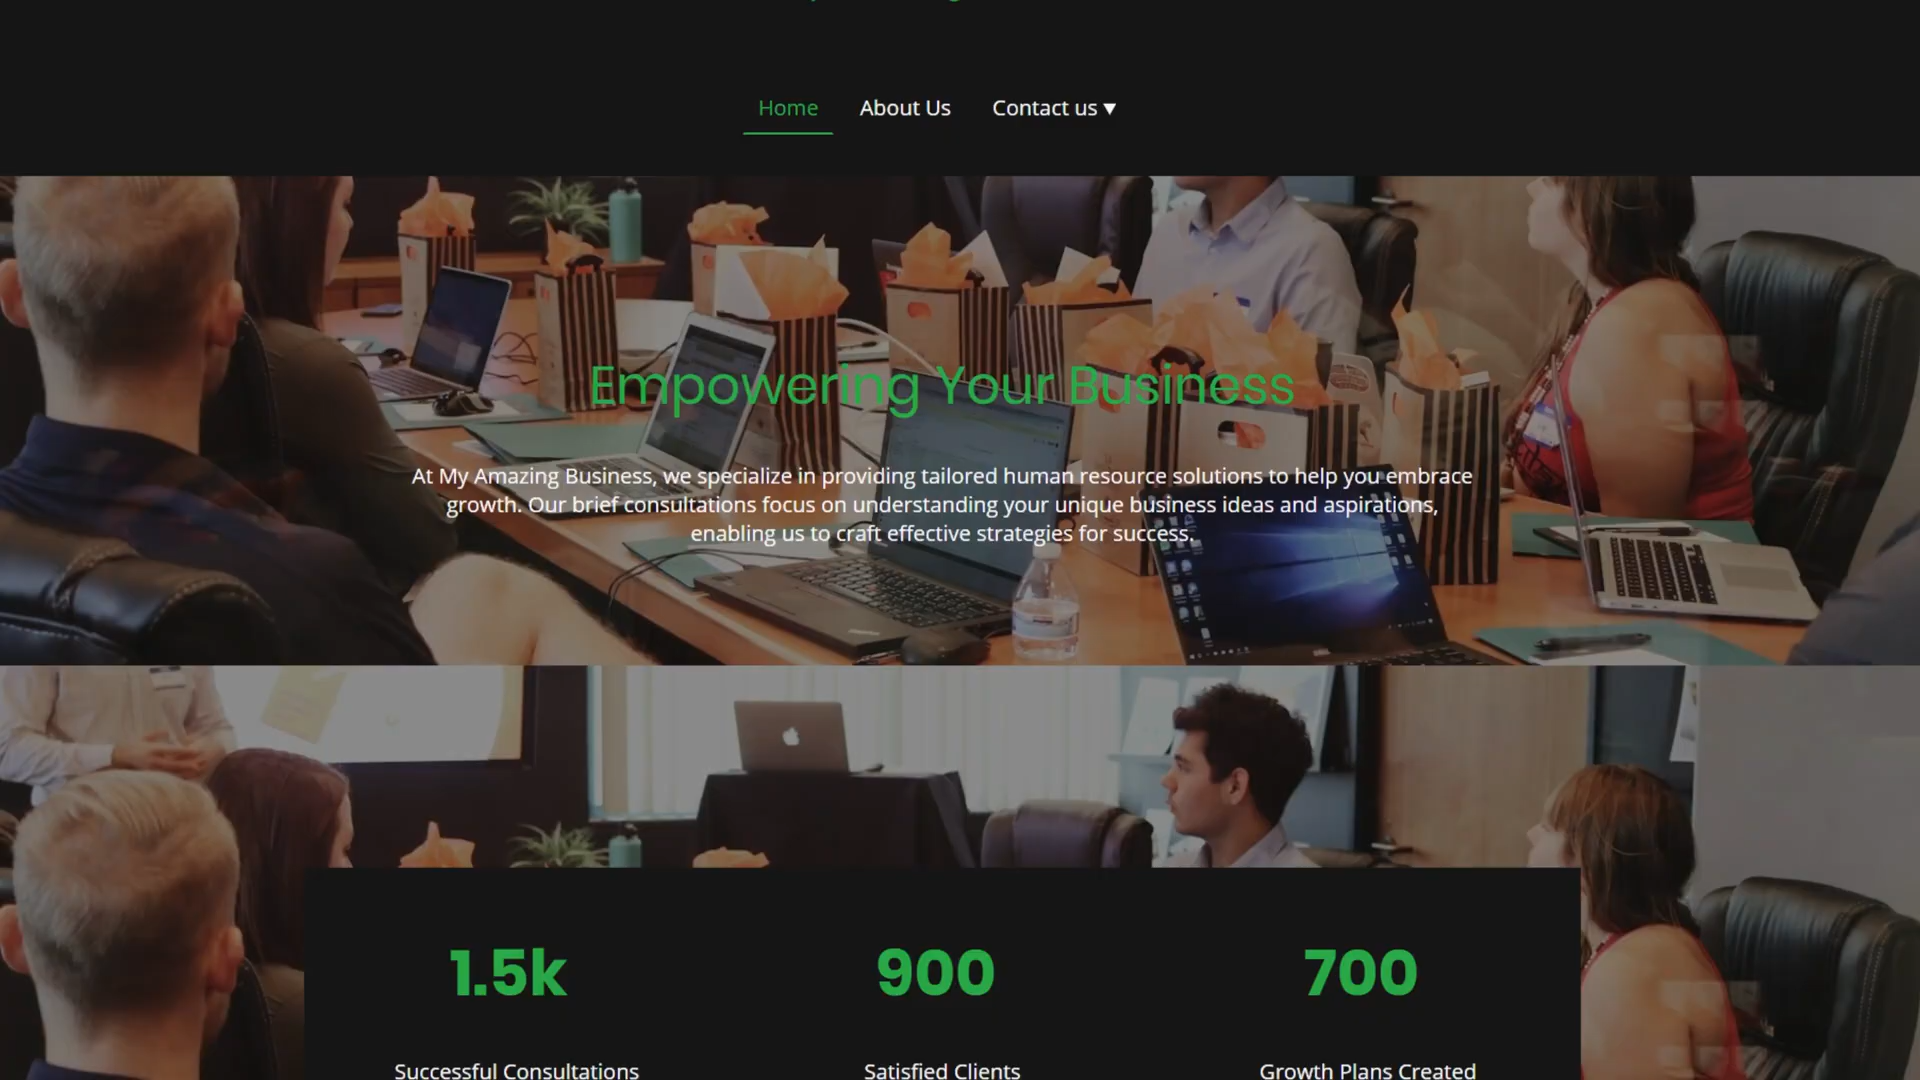 Home About Us Contact us ▼
Empowering Your Business
At My Amazing Business, we specialize in providing tailored human resource solutions to help you embrace
growth. Our brief consultations focus on understanding your unique business ideas and aspirations,
enabling us to craft effective strategies for success.
1.5k 900 700
Successful Consultations Satisfied Clients Growth Plans Created